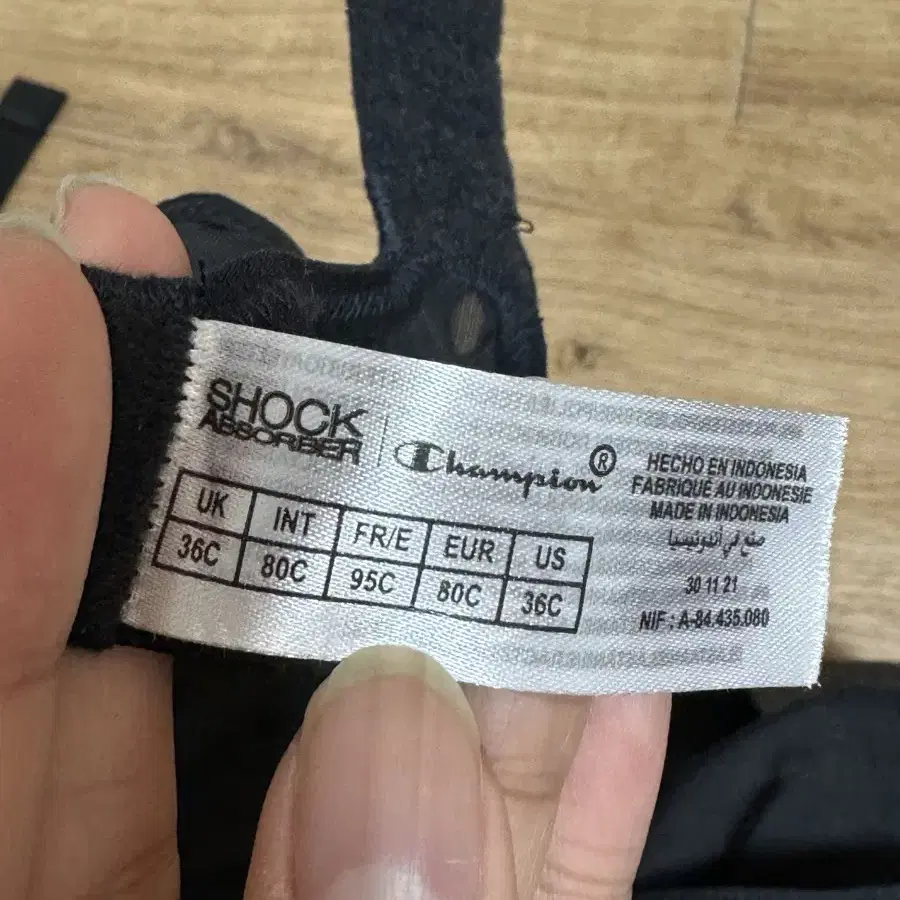 SHOCK
ABSORBER
Champion®
UK INT FR/E EUR US
36C 80C 95C 80C 36C
HECHO EN INDONESIA
FABRIQUÉ AU INDONESIE
MADE IN INDONESIA
صنع في أندونيسيا
30 11 21
NIF : A-84.435.080